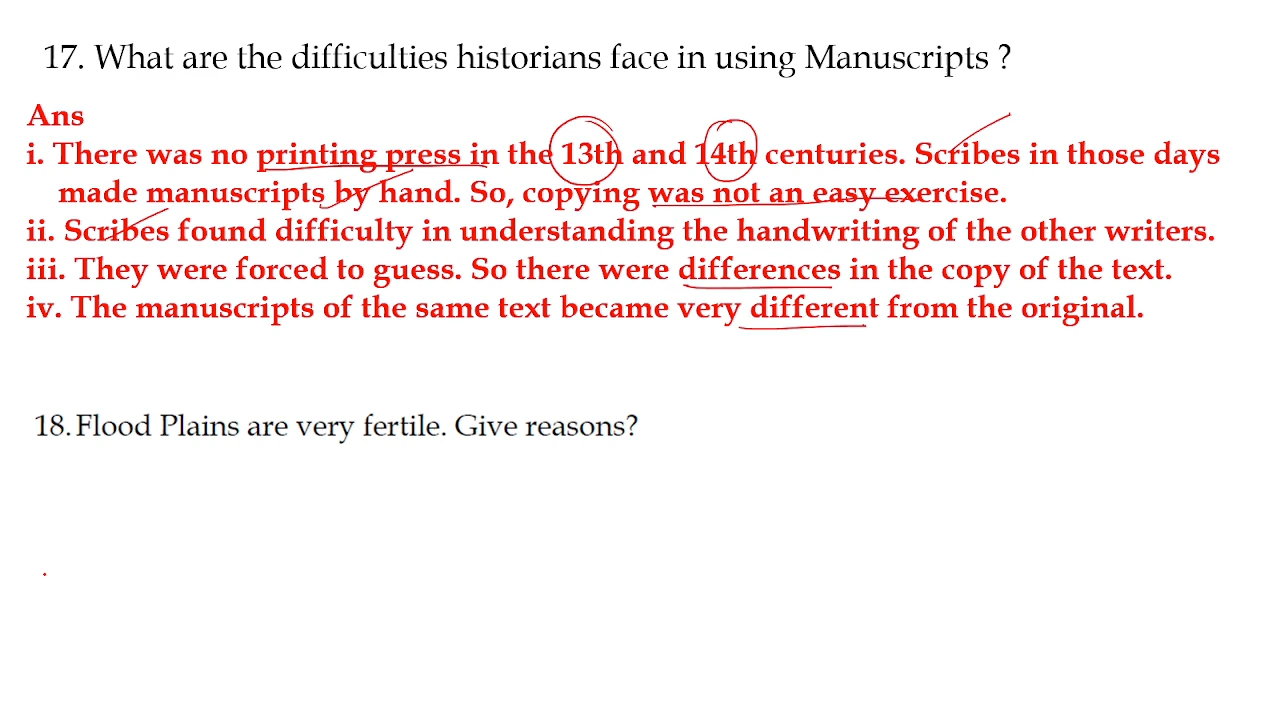 17. What are the difficulties historians face in using Manuscripts ?
Ans
i. There was no printing press in the 13th and 14th centuries. Scribes in those days
made manuscripts by hand. So, copying was not an easy exercise.
ii. Scribes found difficulty in understanding the handwriting of the other writers.
iii. They were forced to guess. So there were differences in the copy of the text.
iv. The manuscripts of the same text became very different from the original.
18. Flood Plains are very fertile. Give reasons?